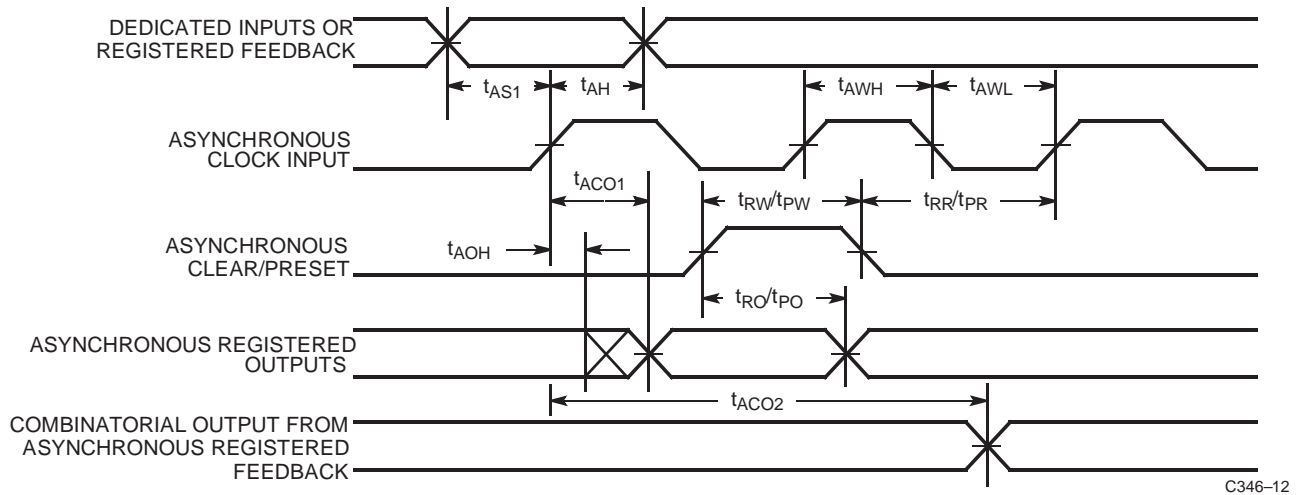 DEDICATED INPUTS OR
REGISTERED FEEDBACK
tAS1
tAH
tAWH
tAWL
ASYNCHRONOUS
CLOCK INPUT
tACO1
tRW/tPW
tRR/tPR
ASYNCHRONOUS
CLEAR/PRESET
tAOH
tRO/tPO
ASYNCHRONOUS REGISTERED
OUTPUTS
tACO2
COMBINATORIAL OUTPUT FROM
ASYNCHRONOUS REGISTERED
FEEDBACK
C346–12